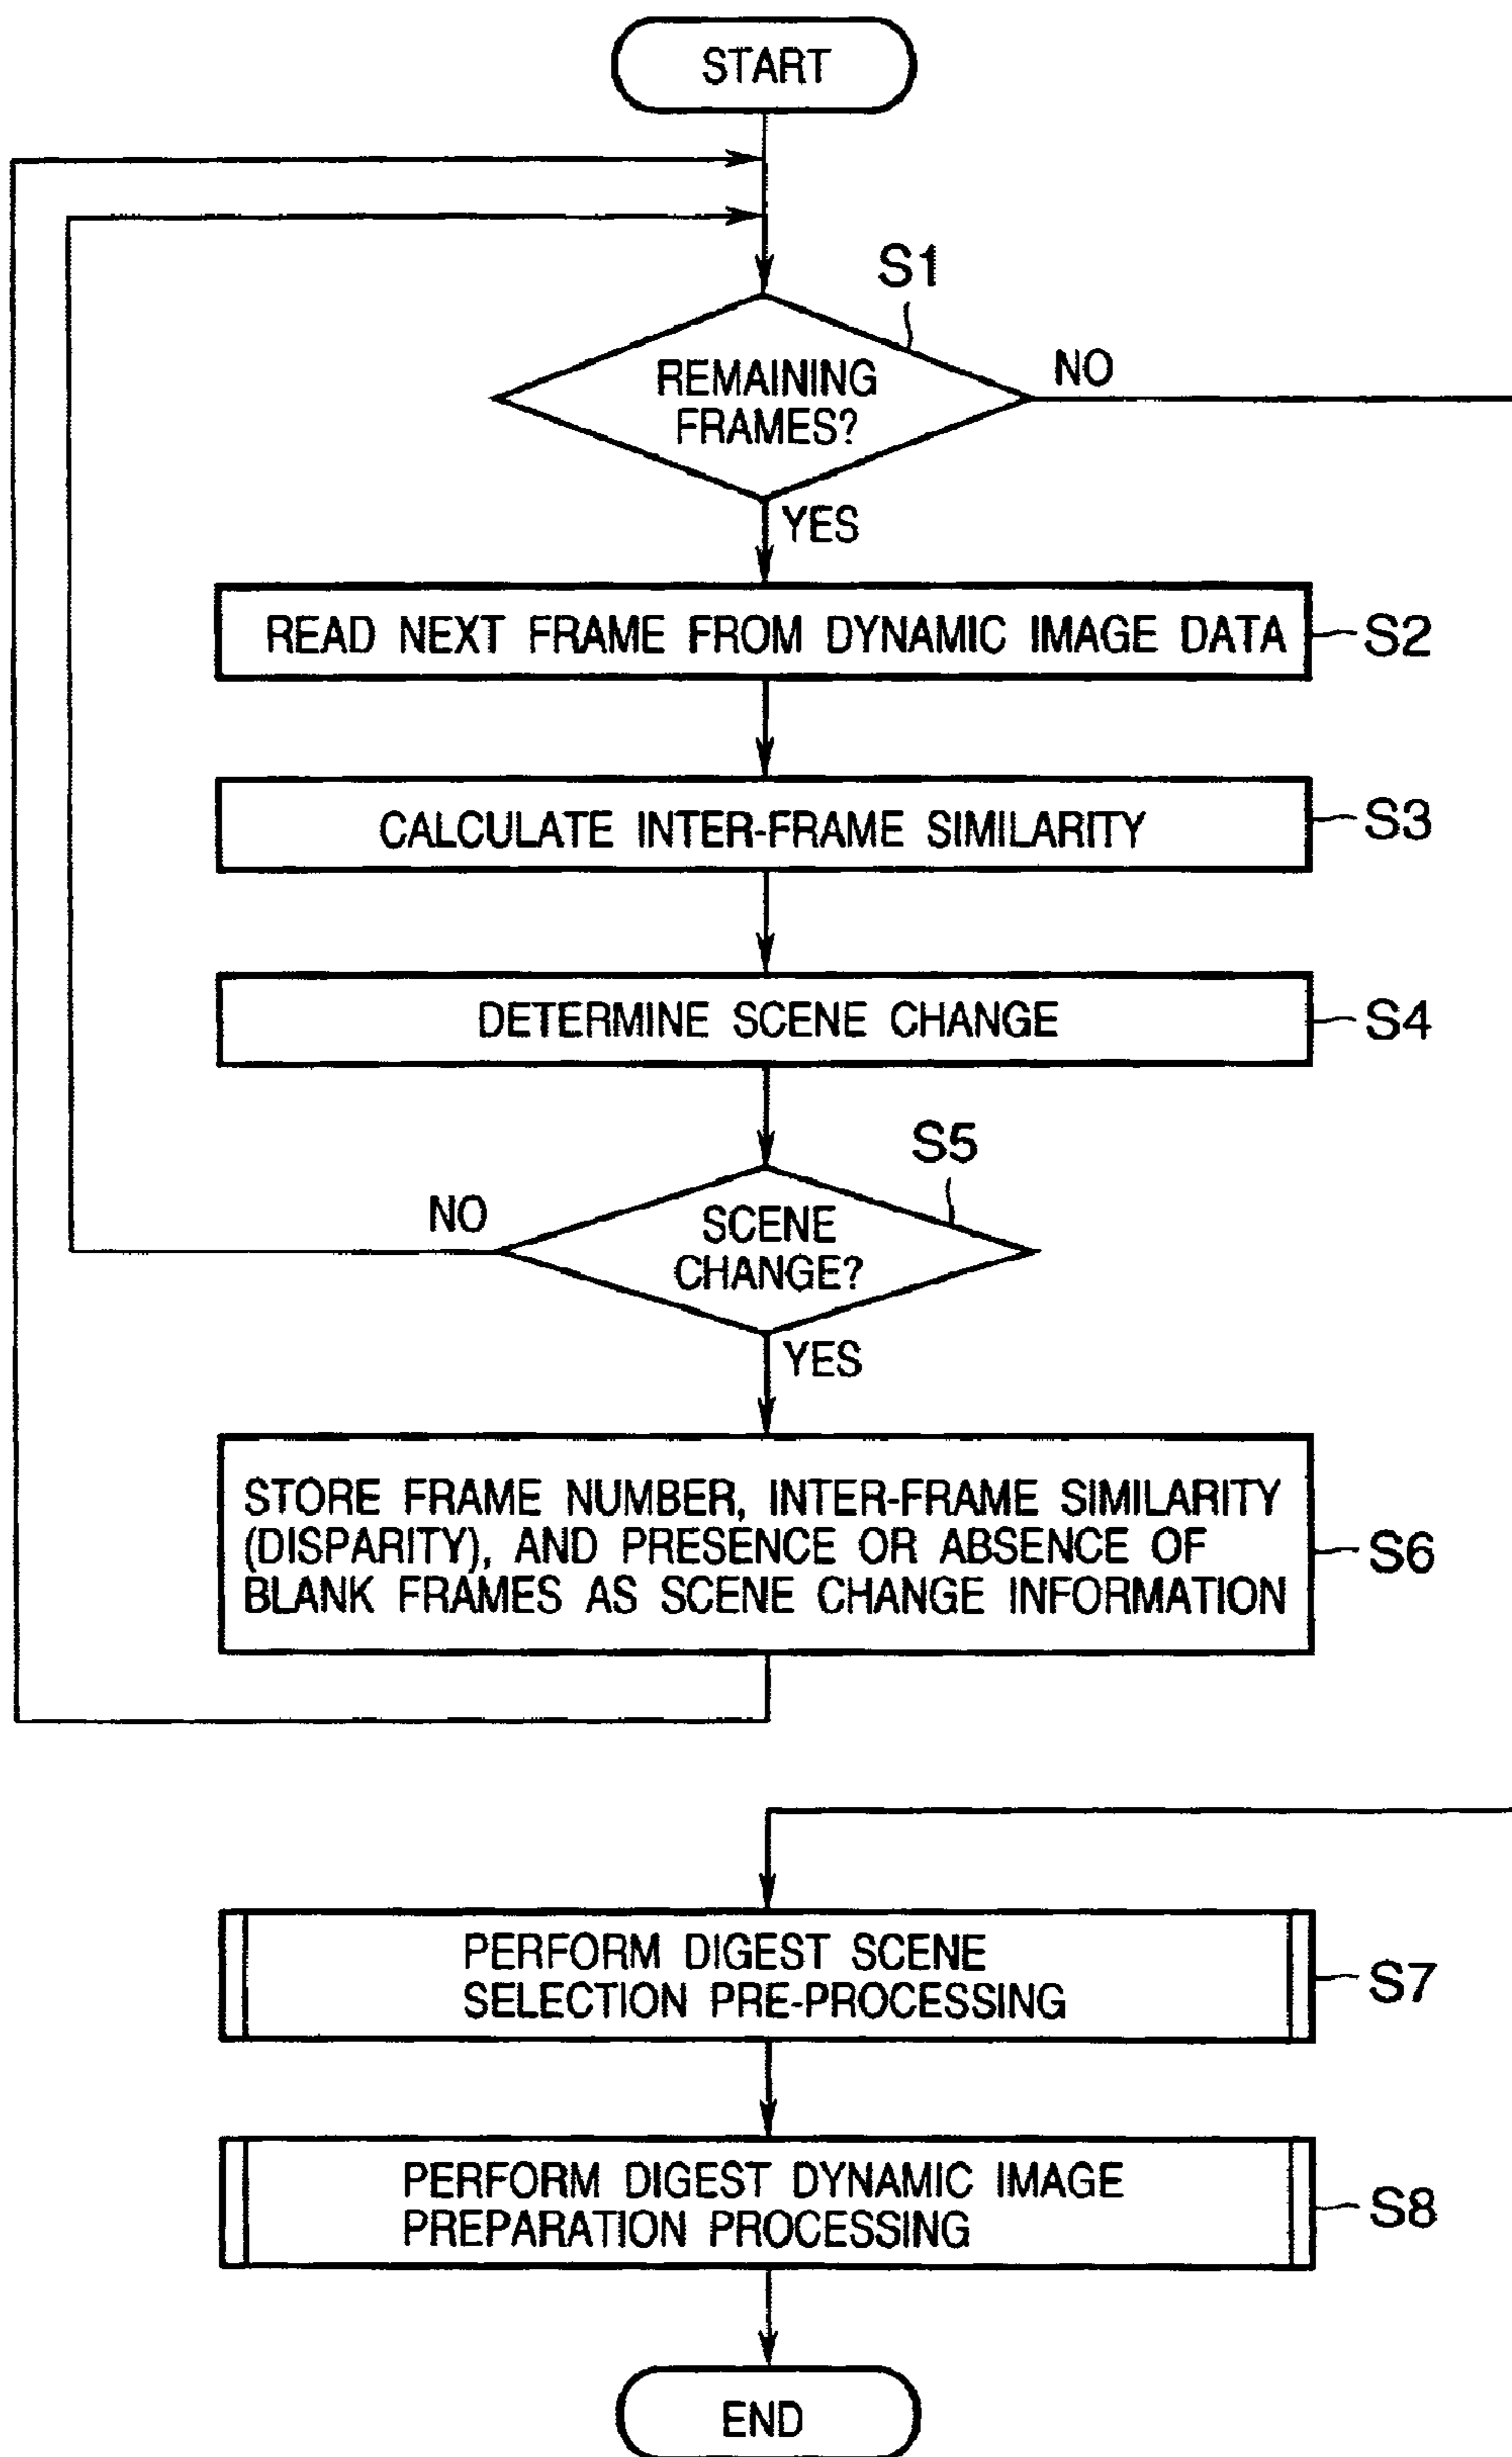 START
S1
REMAINING
FRAMES?
NO
YES
READ NEXT FRAME FROM DYNAMIC IMAGE DATA
S2
CALCULATE INTER-FRAME SIMILARITY
S3
DETERMINE SCENE CHANGE
S4
S5
NO
SCENE
CHANGE?
YES
STORE FRAME NUMBER, INTER-FRAME SIMILARITY
(DISPARITY), AND PRESENCE OR ABSENCE OF
BLANK FRAMES AS SCENE CHANGE INFORMATION
S6
PERFORM DIGEST SCENE
SELECTION PRE-PROCESSING
S7
PERFORM DIGEST DYNAMIC IMAGE
PREPARATION PROCESSING
S8
END